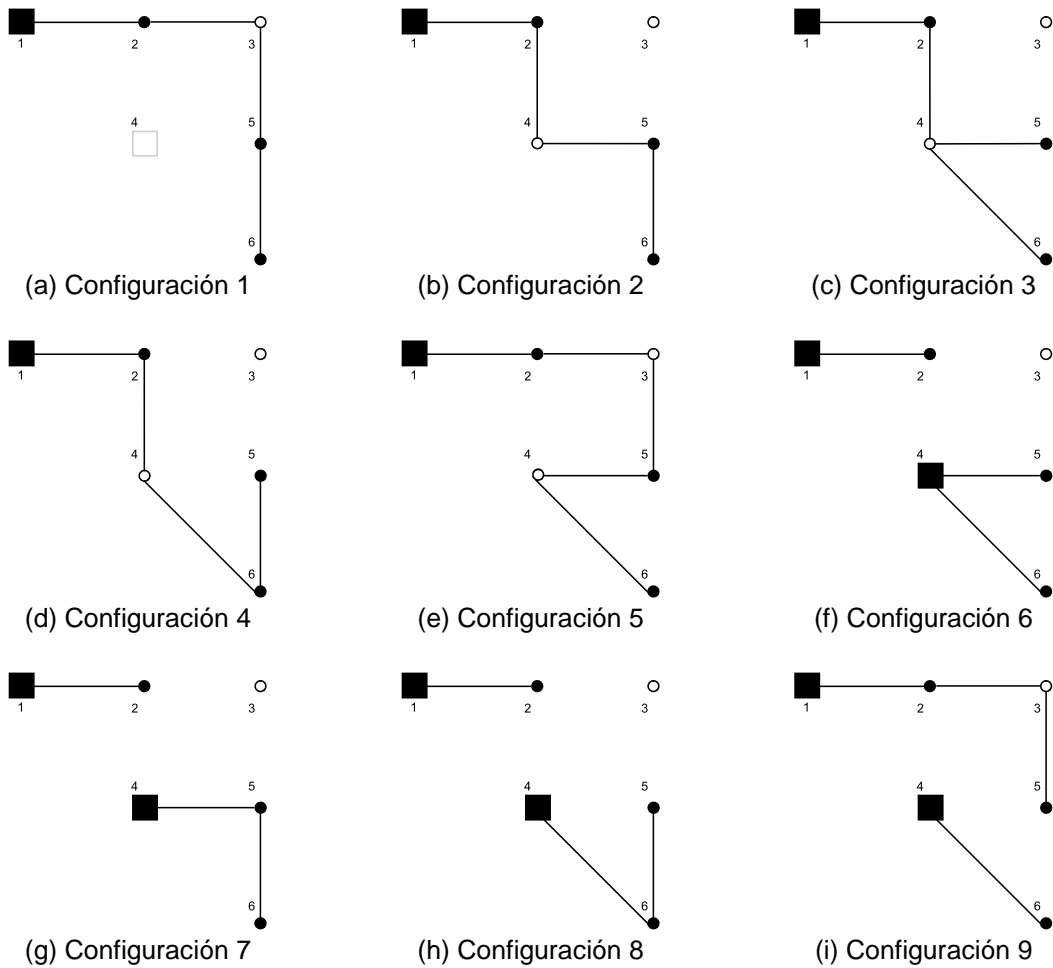 1 2 3
4 5
6
(a) Configuración 1
1 2 3
4 5
6
(b) Configuración 2
1 2 3
4 5
6
(c) Configuración 3
1 2 3
4 5
6
(d) Configuración 4
1 2 3
4 5
6
(e) Configuración 5
1 2 3
4 5
6
(f) Configuración 6
1 2 3
4 5
6
(g) Configuración 7
1 2 3
4 5
6
(h) Configuración 8
1 2 3
4 5
6
(i) Configuración 9